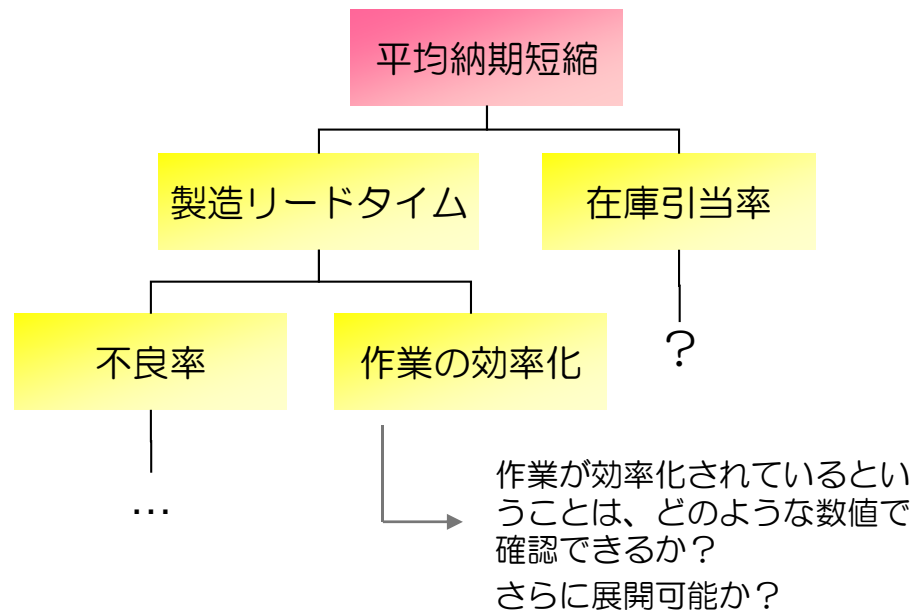 平均納期短縮
製造リードタイム
在庫引当率
不良率
作業の効率化
？
…
作業が効率化されているとい
うことは、どのような数値で
確認できるか？
さらに展開可能か？